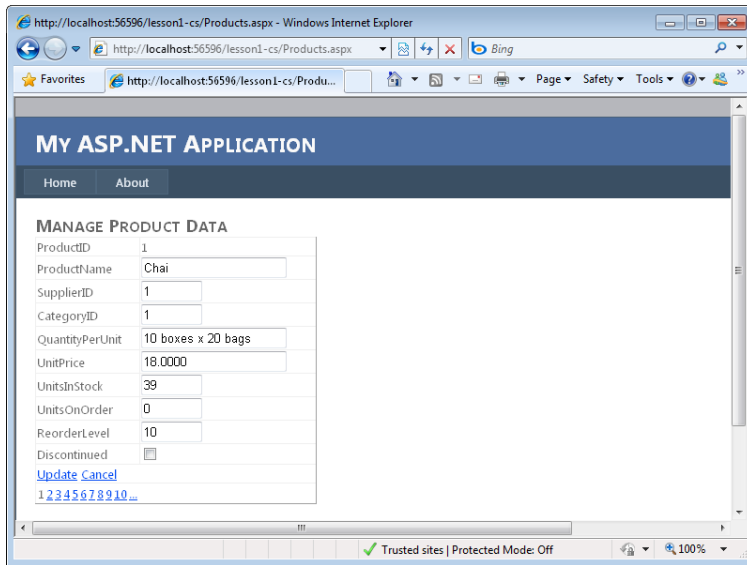 http://localhost:56596/lesson1-cs/Products.aspx - Windows Internet Explorer
http://localhost:56596/lesson1-cs/Products.aspx Bing
Favorites http://localhost:56596/lesson1-cs/Produ... Page Safety Tools »
MY ASP.NET APPLICATION
Home About
MANAGE PRODUCT DATA
ProductID 1
ProductName Chai
SupplierID 1
CategoryID 1
QuantityPerUnit 10 boxes x 20 bags
UnitPrice 18.0000
UnitsInStock 39
UnitsOnOrder 0
ReorderLevel 10
Discontinued
Update Cancel
1 2 3 4 5 6 7 8 9 10 ...
Trusted sites | Protected Mode: Off 100%